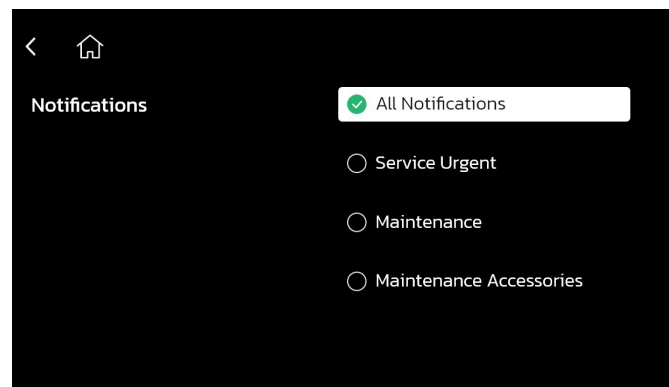 Notifications
All Notifications
Service Urgent
Maintenance
Maintenance Accessories